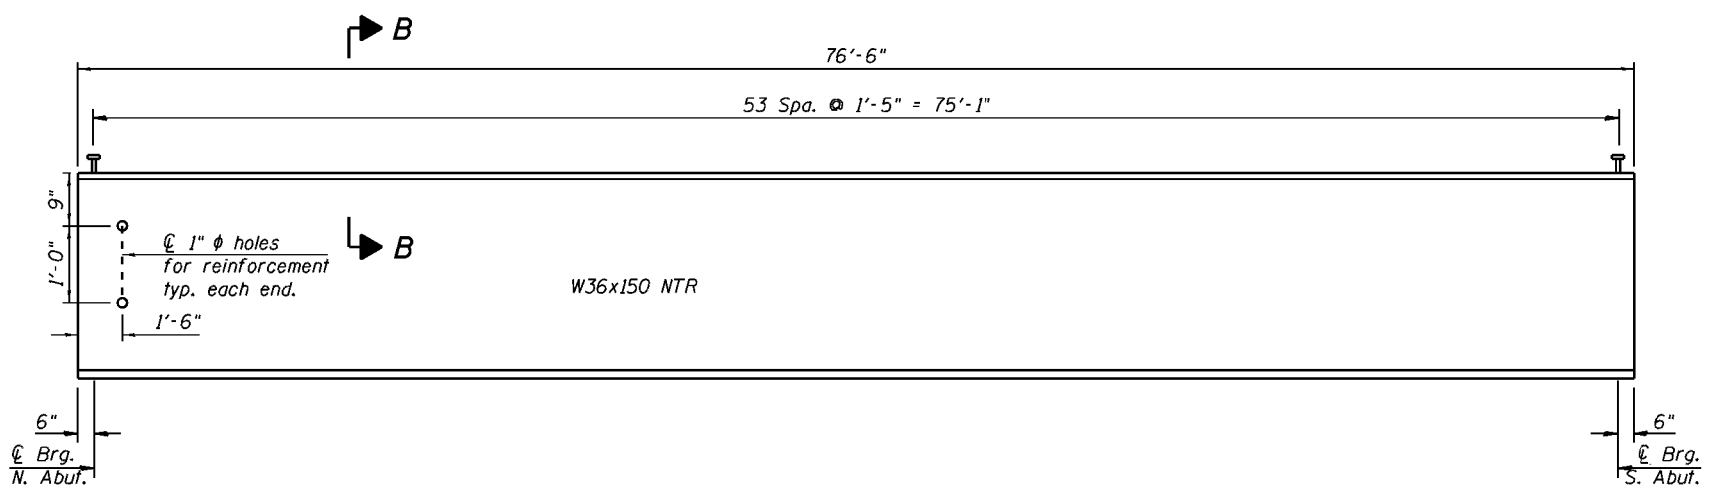 B
76'-6"
53 Spa. @ 1'-5" = 75'-1"
9"
1'-0"
℄ 1" ϕ holes
for reinforcement
typ. each end.
B
W36x150 NTR
1'-6"
6"
6"
℄ Brg.
N. Abut.
℄ Brg.
S. Abut.